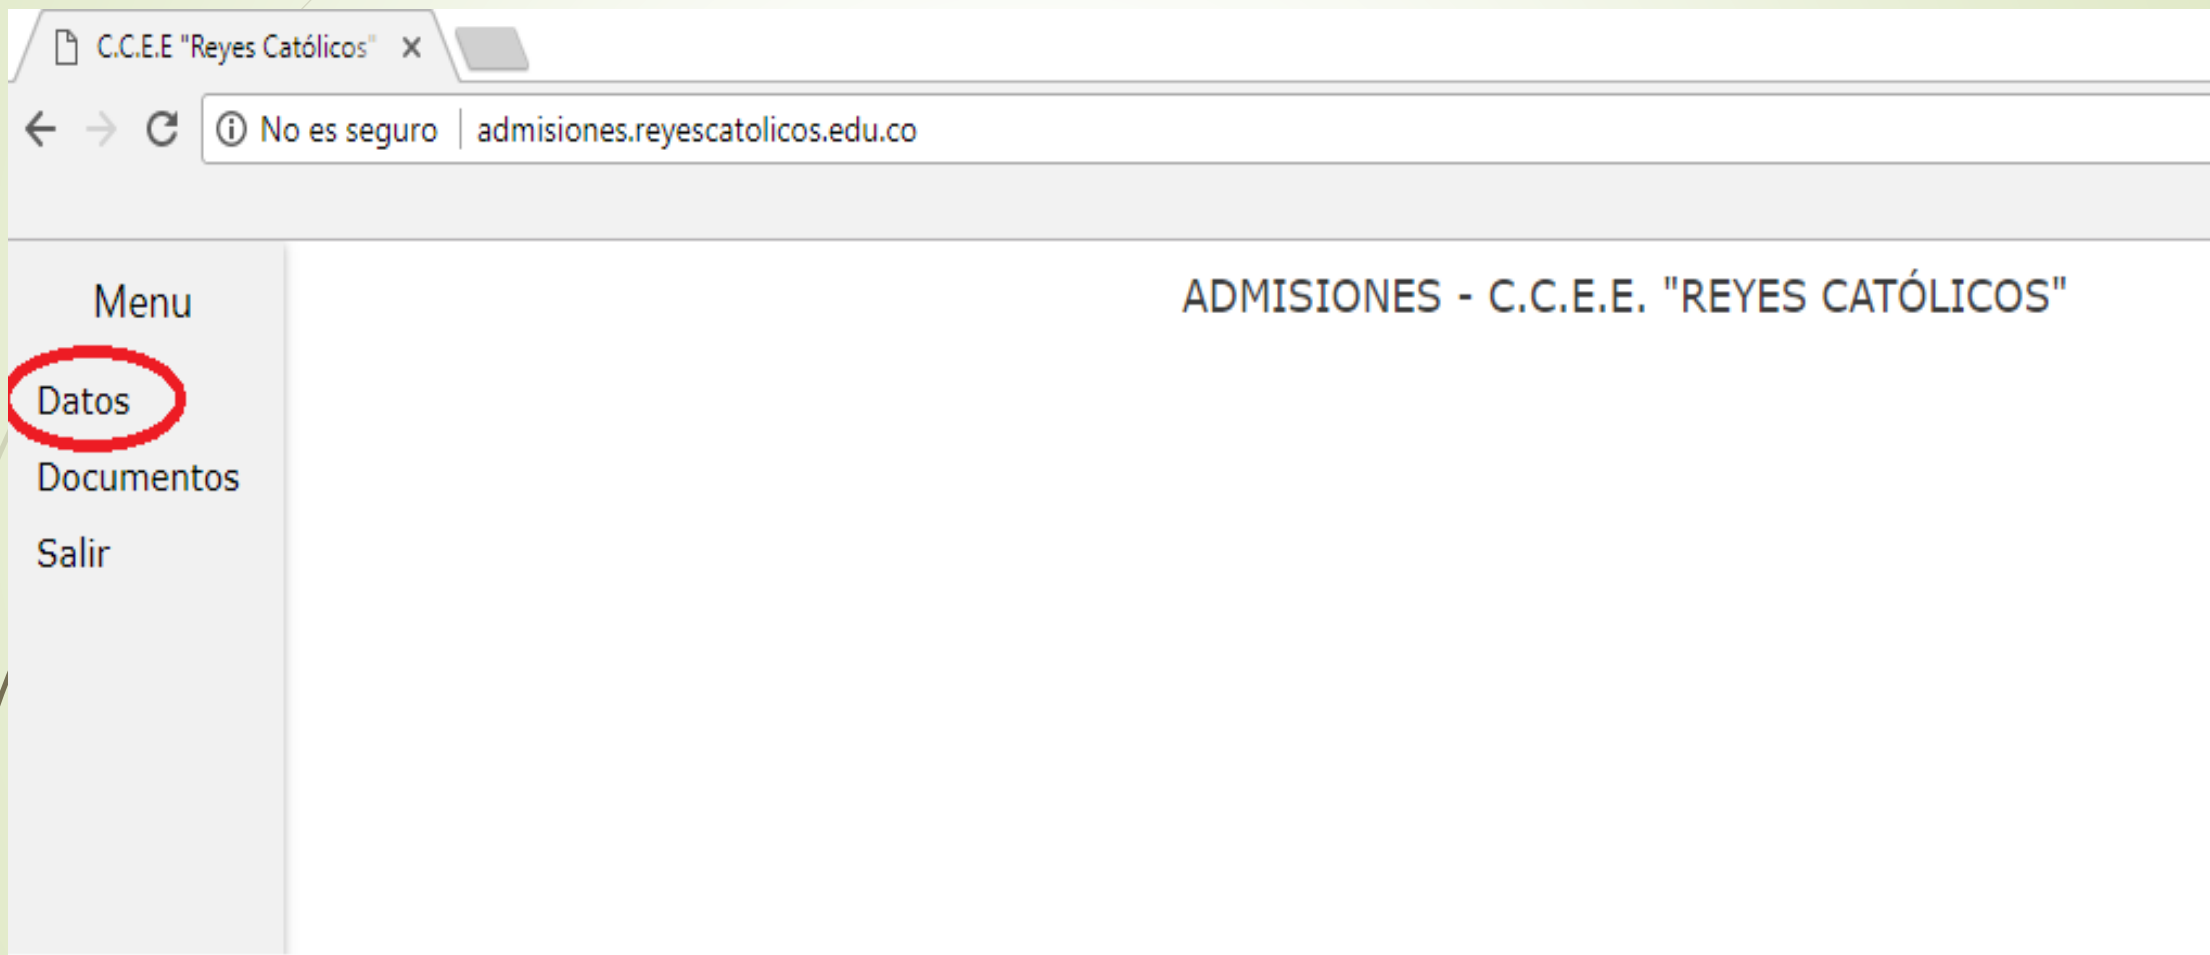 C.C.E.E "Reyes Católicos"
No es seguro | admisiones.reyescatolicos.edu.co
Menu
ADMISIONES - C.C.E.E. "REYES CATÓLICOS"
Datos
Documentos
Salir